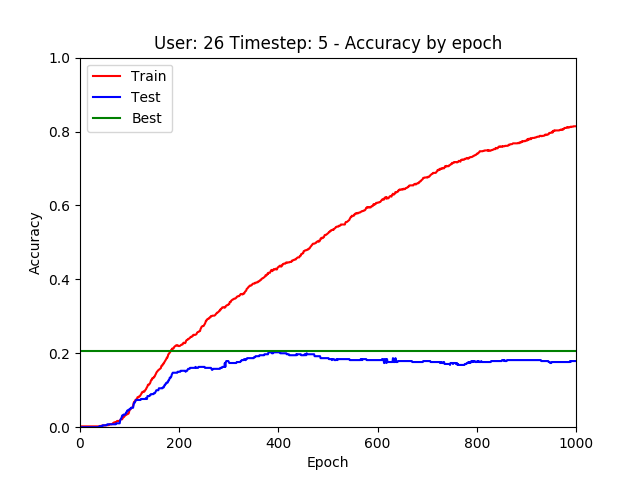 User: 26 Timestep: 5 - Accuracy by epoch
1.0
Train
Test
Best
0.8
0.6
Accuracy
0.4
0.2
0.0
0 200 400 600 800 1000
Epoch